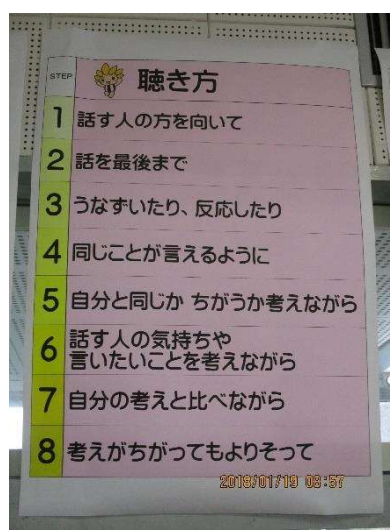 STEP 聴き方
1 話す人の方を向いて
2 話を最後まで
3 うなずいたり、反応したり
4 同じことが言えるように
5 自分と同じか ちがうか考えながら
6 話す人の気持ちや
言いたいことを考えながら
7 自分の考えと比べながら
8 考えがちがってもよりそって
2018/01/19 08:57